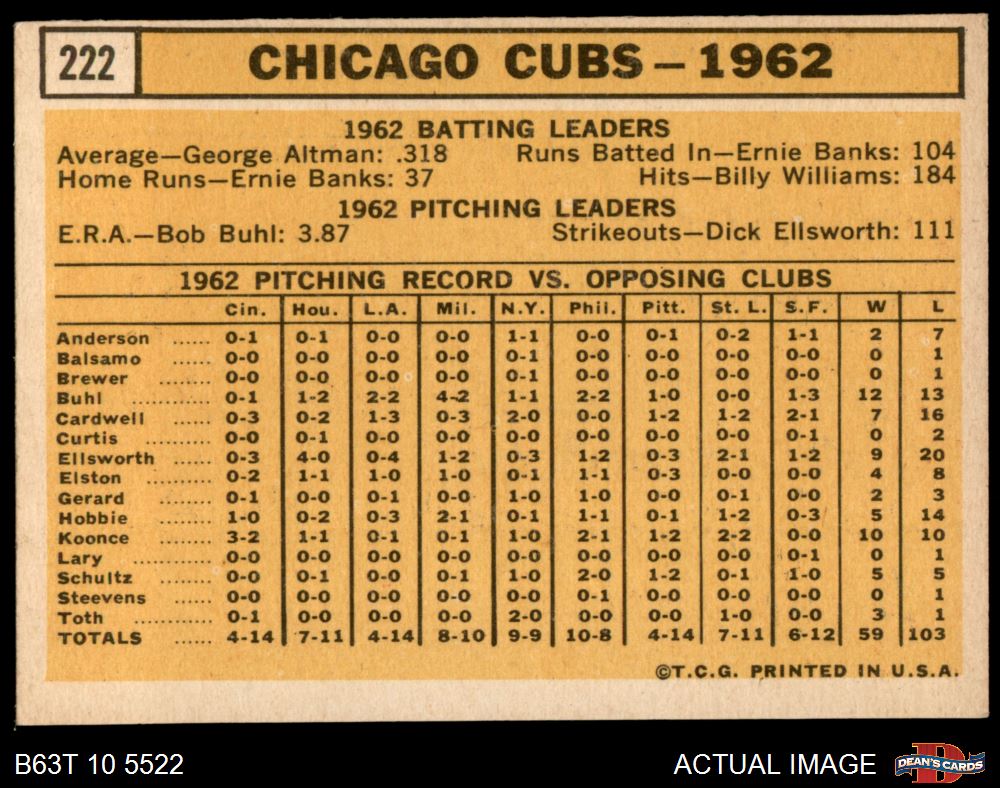 222 CHICAGO CUBS – 1962
1962 BATTING LEADERS
Average—George Altman: .318 Runs Batted In—Ernie Banks: 104
Home Runs—Ernie Banks: 37 Hits—Billy Williams: 184
1962 PITCHING LEADERS
E.R.A.—Bob Buhl: 3.87 Strikeouts—Dick Ellsworth: 111
1962 PITCHING RECORD VS. OPPOSING CLUBS
Cin. Hou. L.A. Mil. N.Y. Phil. Pitt. St. L. S.F. W L
Anderson ...... 0-1 0-1 0-0 0-0 1-1 0-0 0-1 0-2 1-1 2 7
Balsamo ...... 0-0 0-0 0-0 0-0 0-1 0-0 0-0 0-0 0-0 0 1
Brewer ........ 0-0 0-0 0-0 0-0 0-1 0-0 0-0 0-0 0-0 0 1
Buhl ........... 0-1 1-2 2-2 4-2 1-1 2-2 1-0 0-0 1-3 12 13
Cardwell ...... 0-3 0-2 1-3 0-3 2-0 0-0 1-2 1-2 2-1 7 16
Curtis .......... 0-0 0-1 0-0 0-0 0-0 0-0 0-0 0-0 0-1 0 2
Ellsworth ...... 0-3 4-0 0-4 1-2 0-3 1-2 0-3 2-1 1-2 9 20
Elston .......... 0-2 1-1 1-0 1-0 0-1 1-1 0-3 0-0 0-0 4 8
Gerard ........ 0-1 0-0 0-1 0-0 1-0 1-0 0-0 0-1 0-0 2 3
Hobbie ........ 1-0 0-2 0-3 2-1 0-1 1-1 0-1 1-2 0-3 5 14
Koonce ........ 3-2 1-1 0-1 0-1 1-0 2-1 1-2 2-2 0-0 10 10
Lary ............ 0-0 0-0 0-0 0-0 0-0 0-0 0-0 0-0 0-1 0 1
Schultz ........ 0-0 0-1 0-0 0-1 1-0 2-0 1-2 0-1 1-0 5 5
Steevens ...... 0-0 0-0 0-0 0-0 0-0 0-1 0-0 0-0 0-0 0 1
Toth ............ 0-1 0-0 0-0 0-0 2-0 0-0 0-0 1-0 0-0 3 1
TOTALS ...... 4-14 7-11 4-14 8-10 9-9 10-8 4-14 7-11 6-12 59 103
©T.C.G. PRINTED IN U.S.A.
B63T 10 5522 ACTUAL IMAGE D DEAN'S CARDS